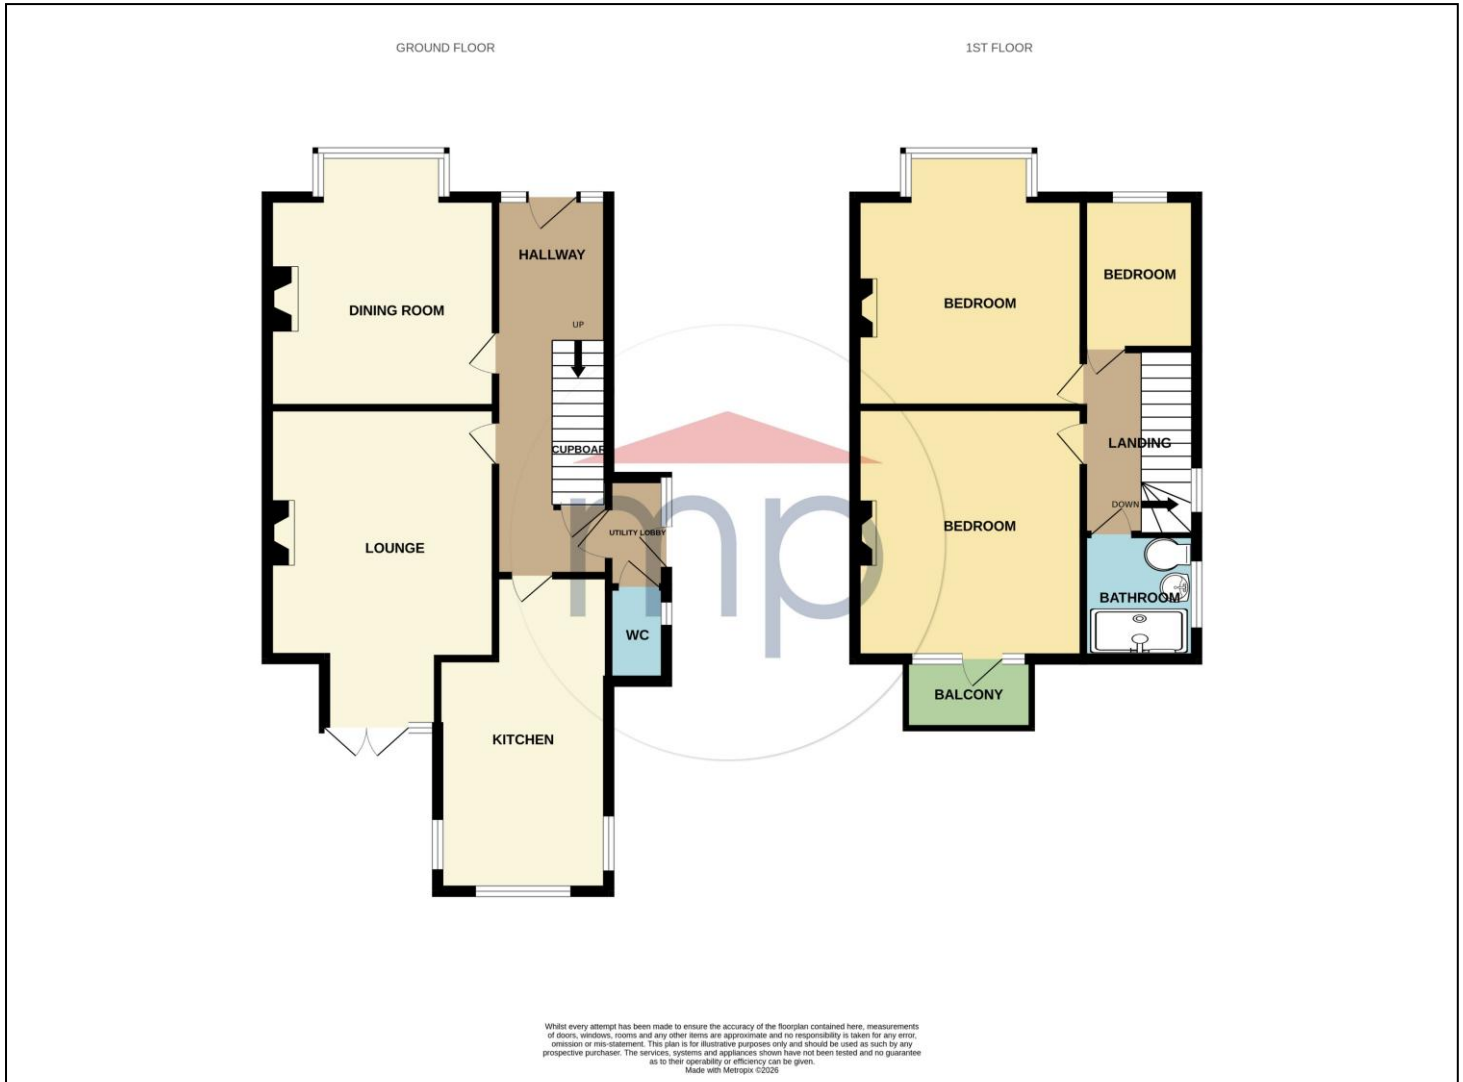 GROUND FLOOR
1ST FLOOR
HALLWAY
DINING ROOM
UP
CUPBOAR
UTILITY LOBBY
LOUNGE
WC
KITCHEN
BEDROOM
BEDROOM
LANDING
DOWN
BEDROOM
BATHROOM
BALCONY
mp
Whilst every attempt has been made to ensure the accuracy of the floorplan contained here, measurements
of doors, windows, rooms and any other items are approximate and no responsibility is taken for any error,
omission or mis-statement. This plan is for illustrative purposes only and should be used as such by any
prospective purchaser. The services, systems and appliances shown have not been tested and no guarantee
as to their operability or efficiency can be given.
Made with Metropix ©2026